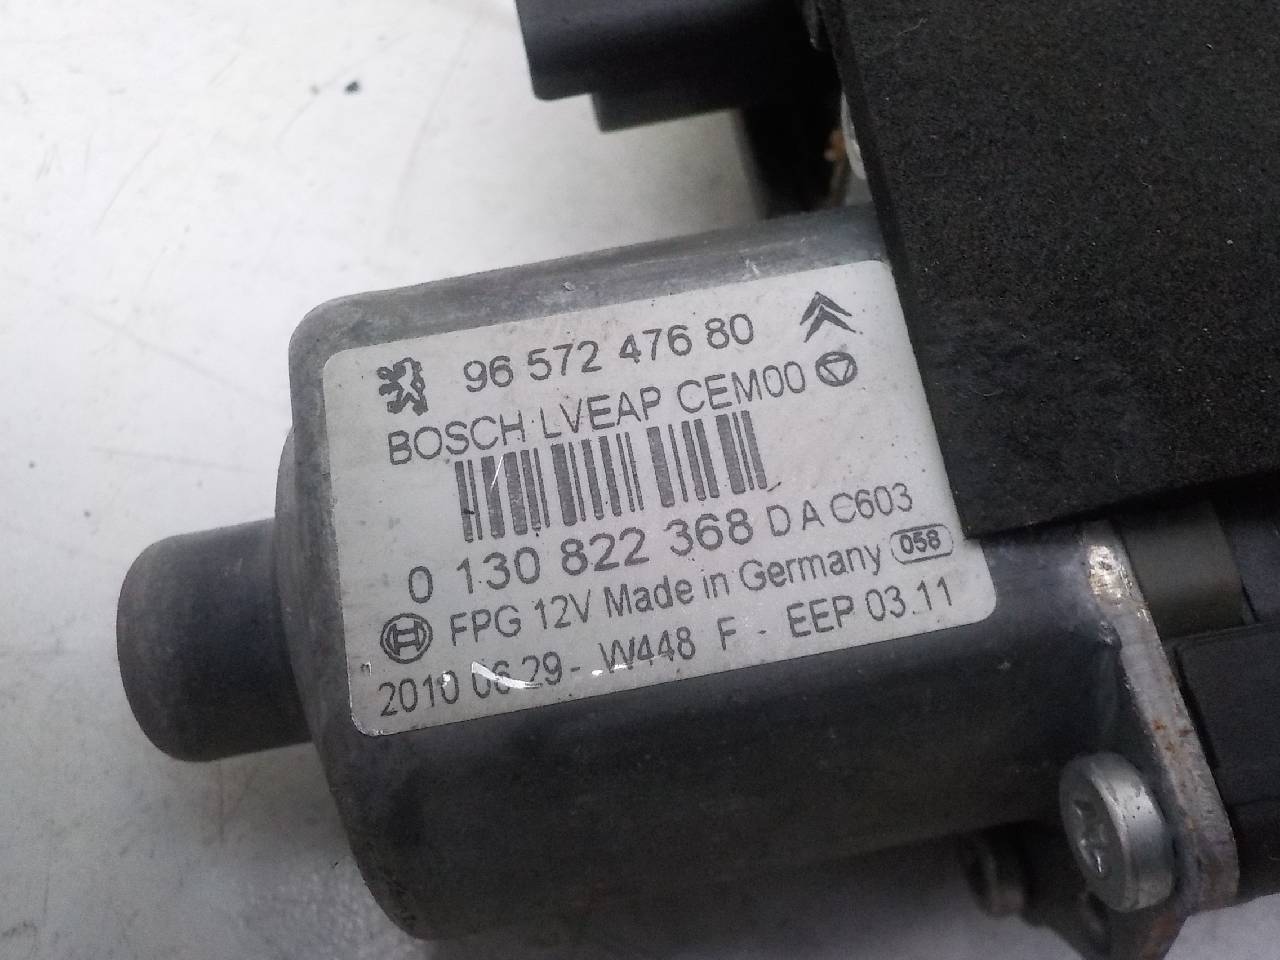 96 572 476 80
BOSCH LVEAP CEM00
0 130 822 368 D A C603
FPG 12V Made in Germany 058
2010 06 29 - W448 F - EEP 03.11